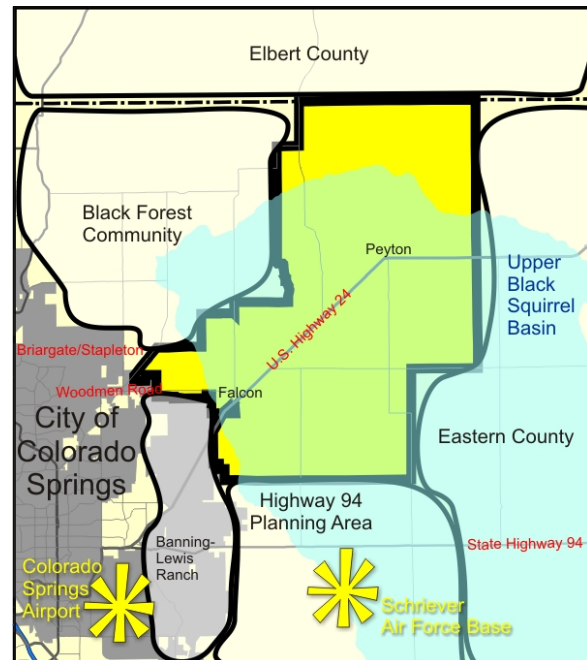 Elbert County
Black Forest
Community
Peyton
Upper
Black
Squirrel
Basin
U.S. Highway 24
Briargate/Stapleton
Woodmen Road
Falcon
City of
Colorado
Springs
Eastern County
Highway 94
Planning Area
Banning-
Lewis
Ranch
State Highway 94
Colorado
Springs
Airport
Schriever
Air Force Base